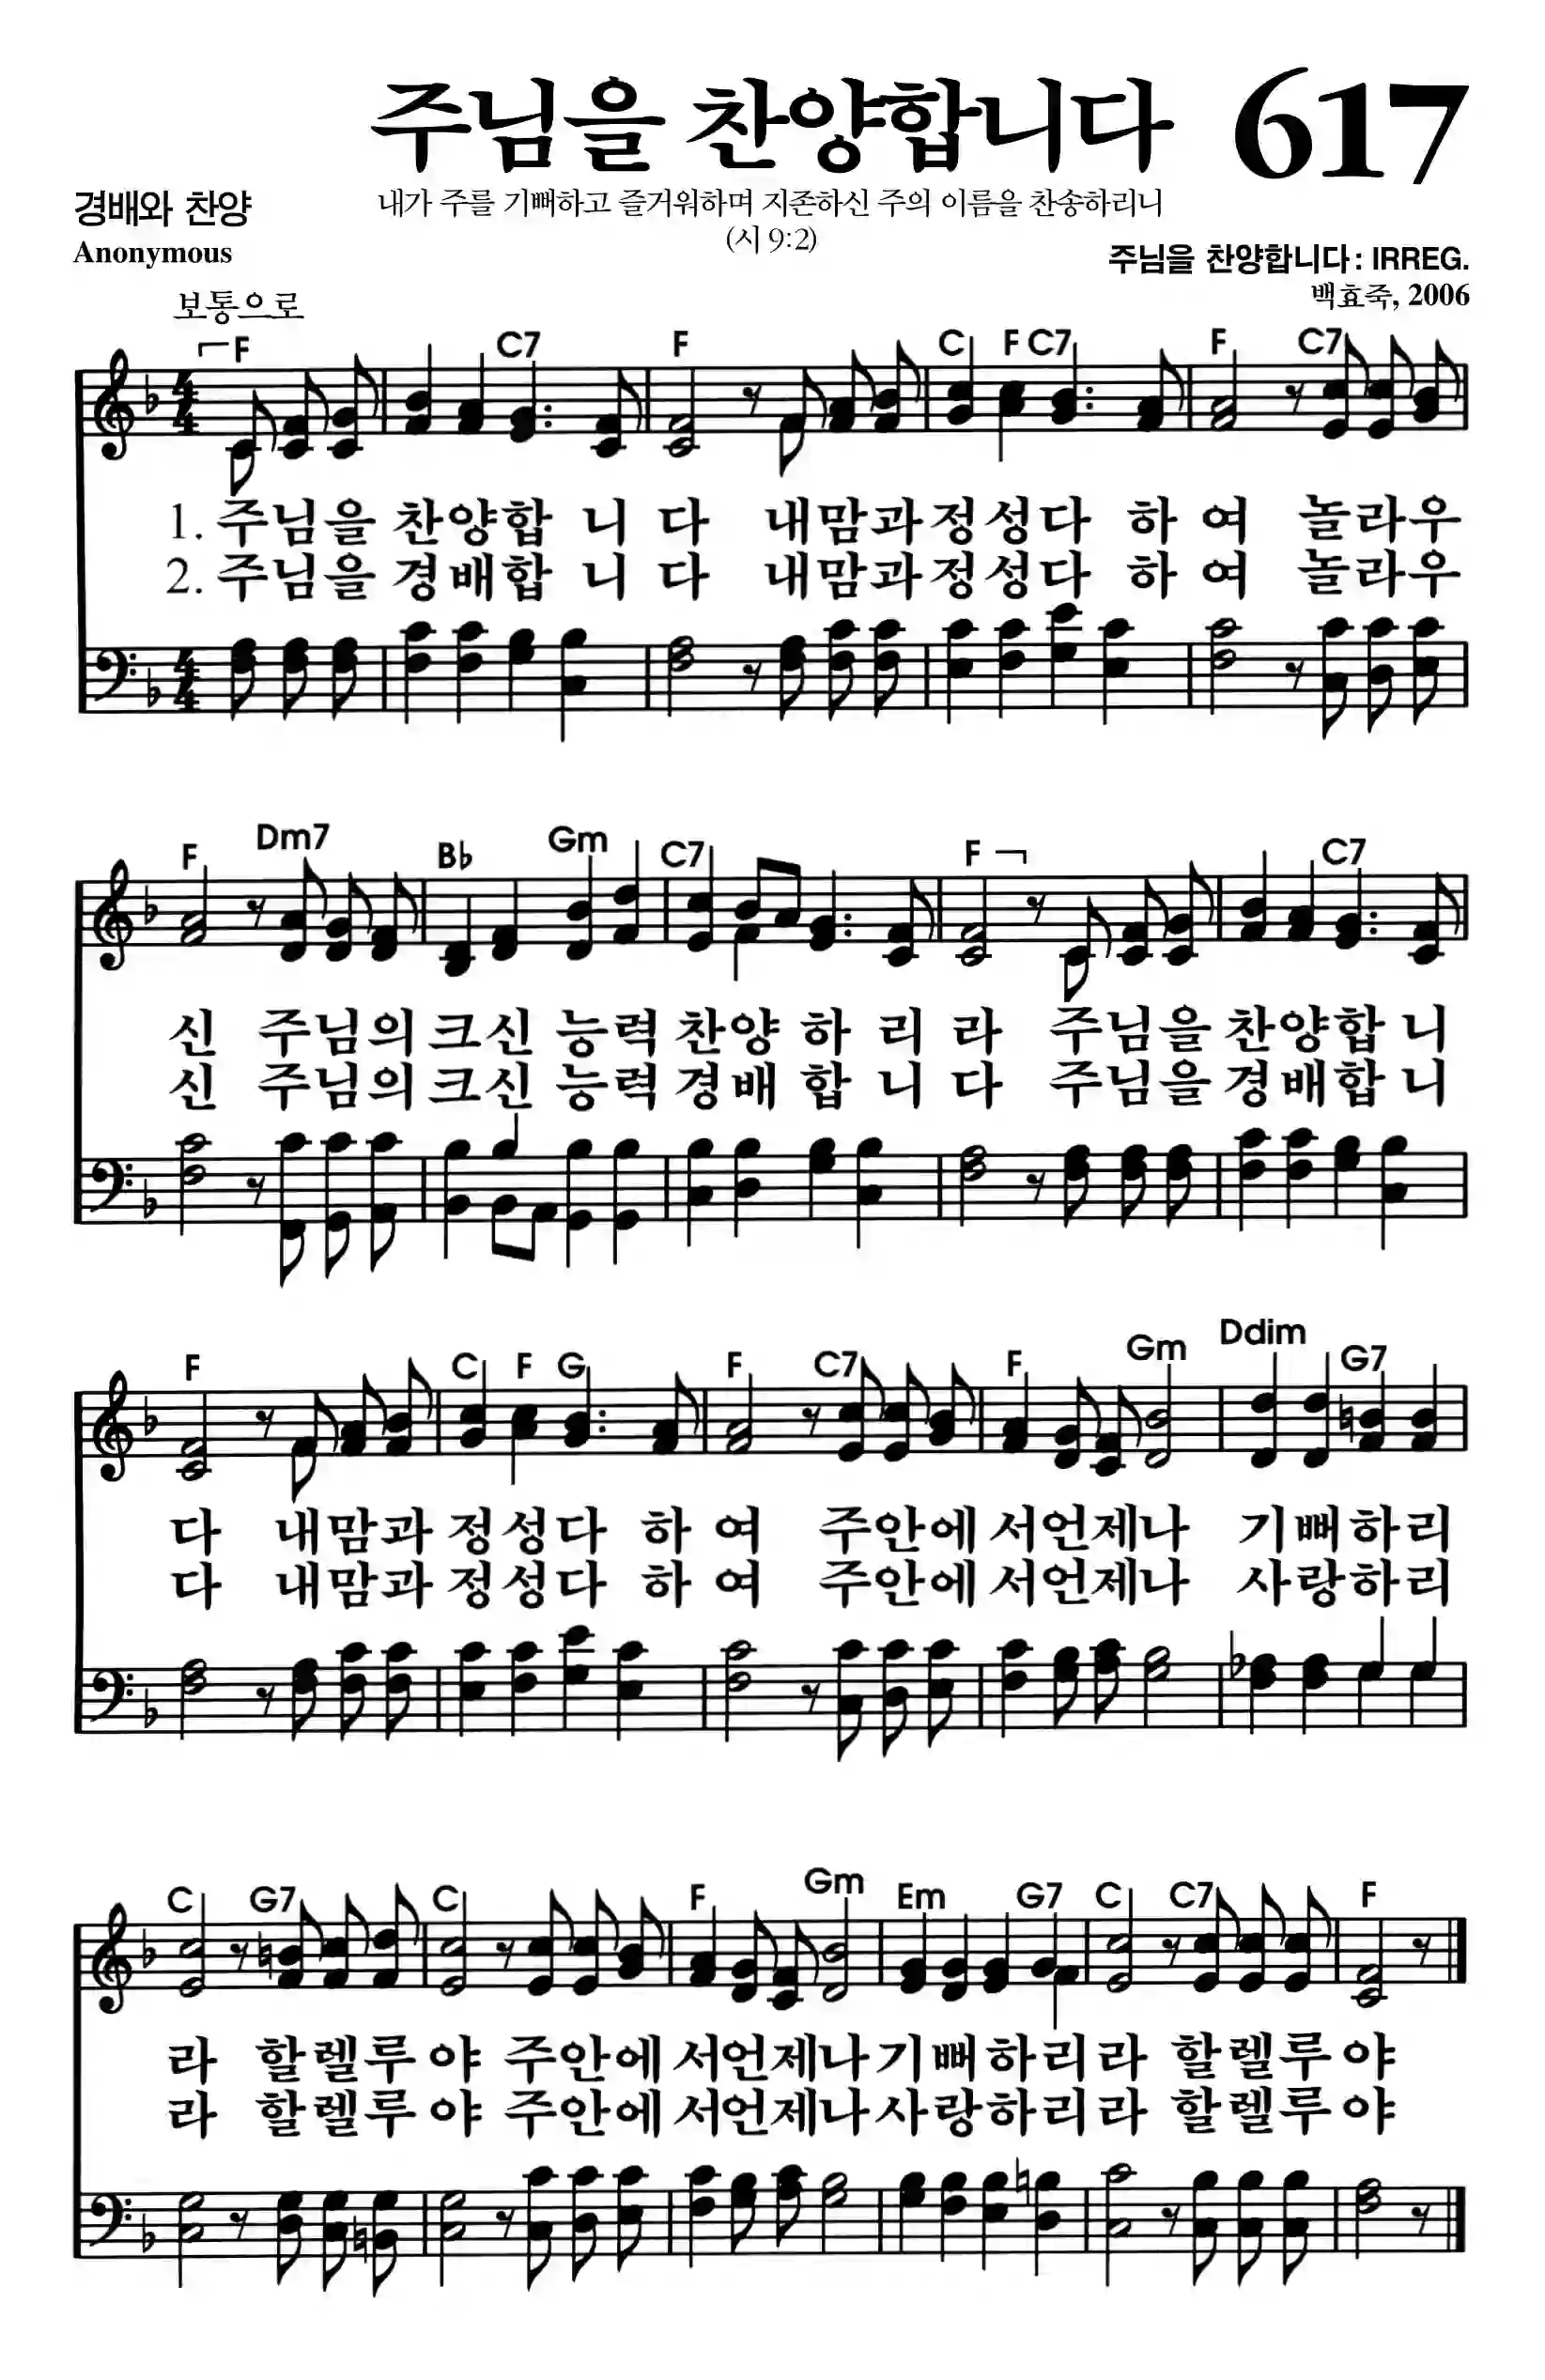 주님을 찬양합니다 617
내가 주를 기뻐하고 즐거워하며 지존하신 주의 이름을 찬송하리니
(시 9:2)
경배와 찬양
Anonymous
주님을 찬양합니다: IRREG.
백효죽, 2006
보통으로
F C7 F C F C7 F C7
1. 주님을 찬양합 니 다 내맘과정성다 하 여 놀라우
2. 주님을 경배합 니 다 내맘과정성다 하 여 놀라우
F Dm7 B♭ Gm C7 F C7
신 주님의크신 능력 찬양 하 리 라 주님을 찬양합 니
신 주님의크신 능력 경배 합 니 다 주님을 경배합 니
F C F G F C7 F Gm Ddim G7
다 내맘과 정성다 하 여 주안에서언제나 기뻐하리
다 내맘과 정성다 하 여 주안에서언제나 사랑하리
C G7 C F Gm Em G7 C C7 F
라 할렐루야 주안에서언제나기뻐하리라 할렐루야
라 할렐루야 주안에서언제나사랑하리라 할렐루야